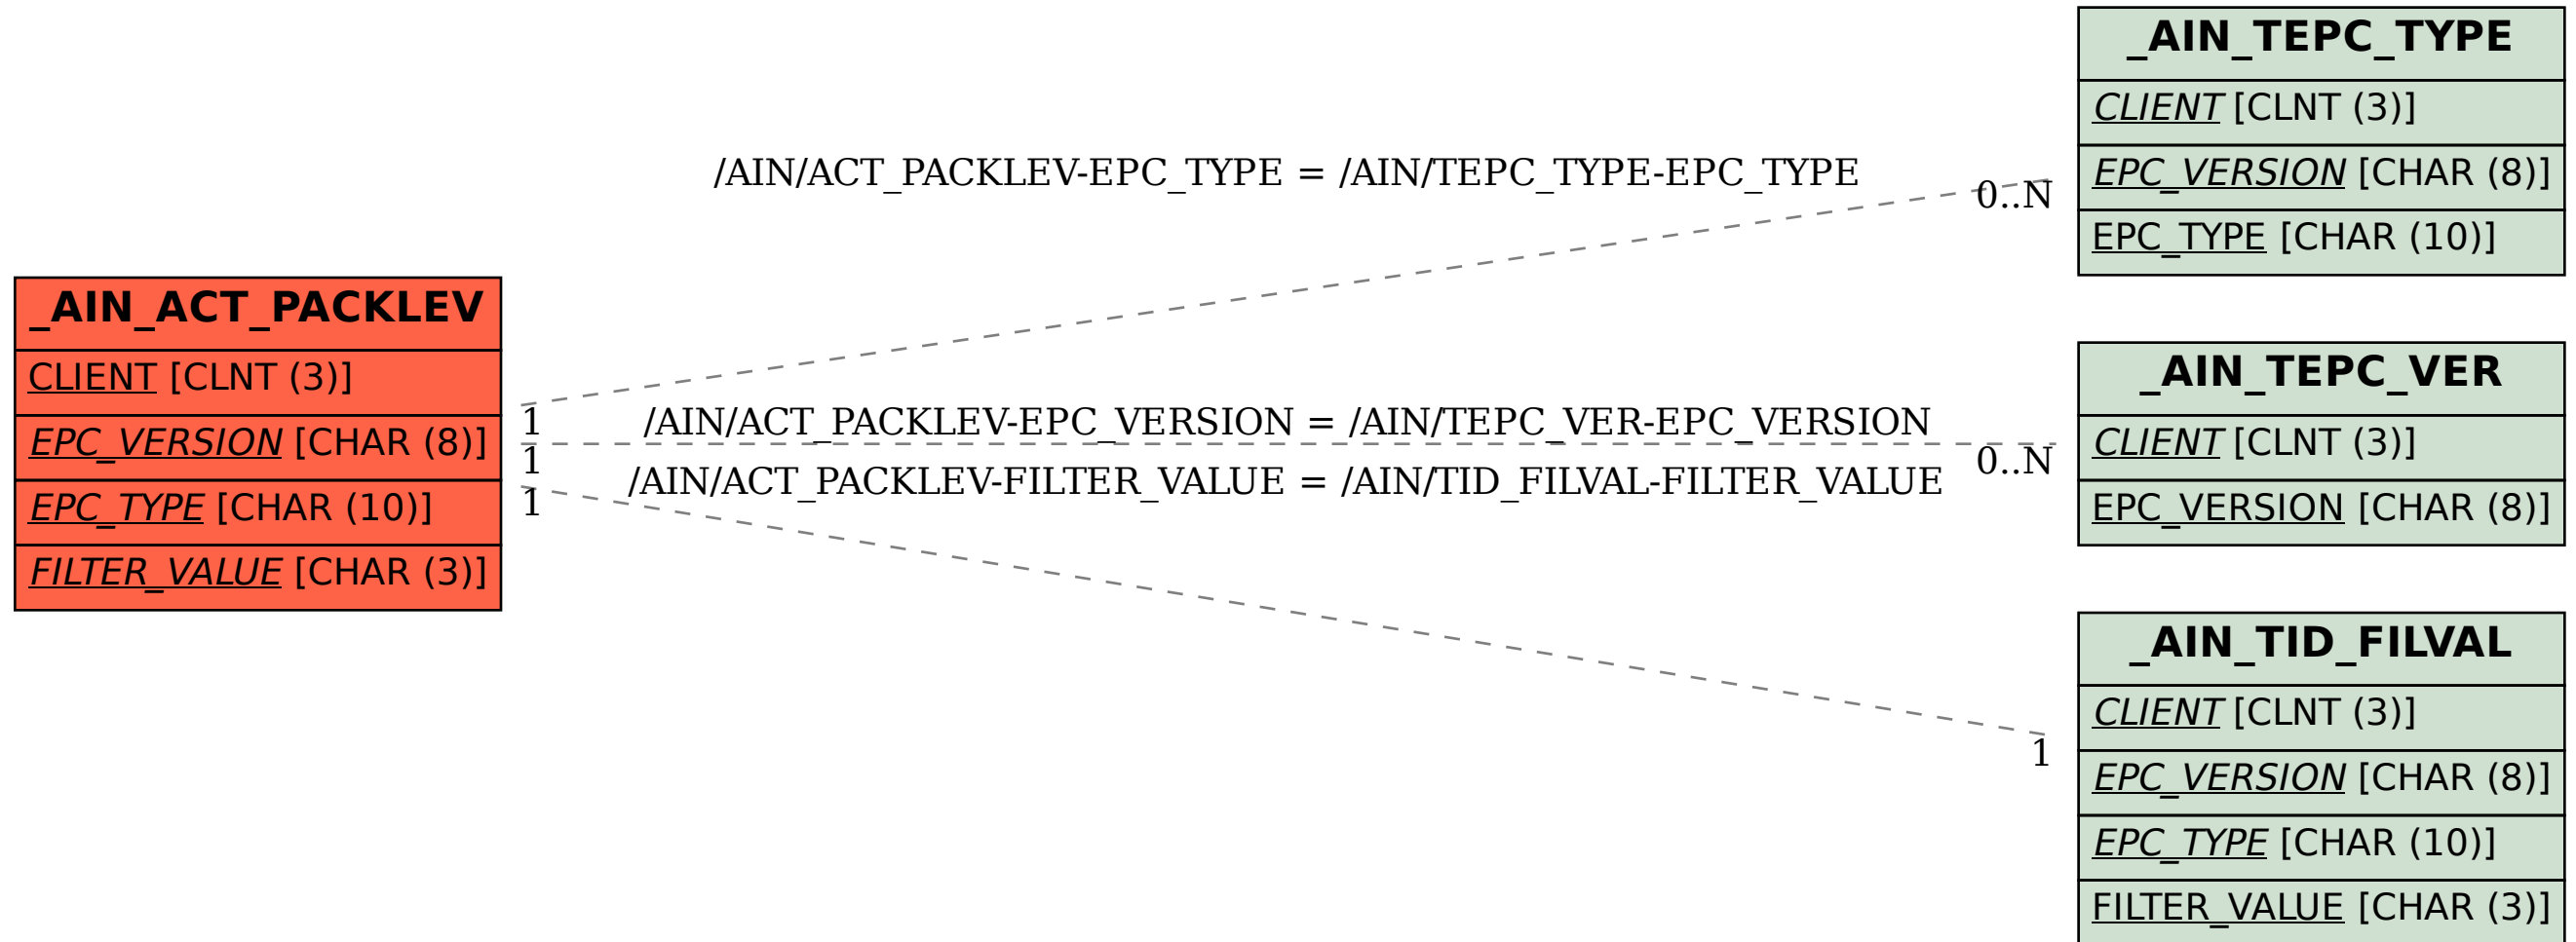 _AIN_ACT_PACKLEV
CLIENT [CLNT (3)]
EPC_VERSION [CHAR (8)]
EPC_TYPE [CHAR (10)]
FILTER_VALUE [CHAR (3)]
/AIN/ACT_PACKLEV-EPC_TYPE = /AIN/TEPC_TYPE-EPC_TYPE
0..N
1
/AIN/ACT_PACKLEV-EPC_VERSION = /AIN/TEPC_VER-EPC_VERSION
1
0..N
/AIN/ACT_PACKLEV-FILTER_VALUE = /AIN/TID_FILVAL-FILTER_VALUE
1
1
_AIN_TEPC_TYPE
CLIENT [CLNT (3)]
EPC_VERSION [CHAR (8)]
EPC_TYPE [CHAR (10)]
_AIN_TEPC_VER
CLIENT [CLNT (3)]
EPC_VERSION [CHAR (8)]
_AIN_TID_FILVAL
CLIENT [CLNT (3)]
EPC_VERSION [CHAR (8)]
EPC_TYPE [CHAR (10)]
FILTER_VALUE [CHAR (3)]